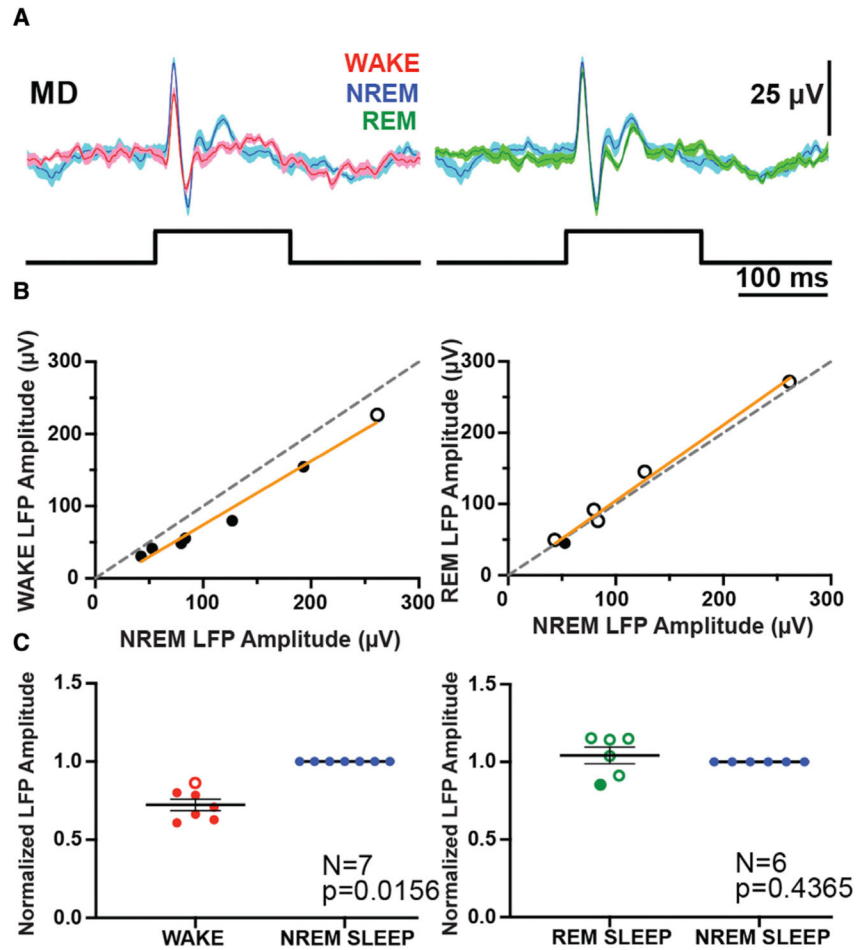 A
MD
WAKE
NREM
REM
25 µV
100 ms
B
WAKE LFP Amplitude (µV)
300
200
100
0
0 100 200 300
NREM LFP Amplitude (µV)
REM LFP Amplitude (µV)
300
200
100
0
0 100 200 300
NREM LFP Amplitude (µV)
C
Normalized LFP Amplitude
1.5
1.0
0.5
0.0
N=7
p=0.0156
WAKE NREM SLEEP
Normalized LFP Amplitude
1.5
1.0
0.5
0.0
N=6
p=0.4365
REM SLEEP NREM SLEEP